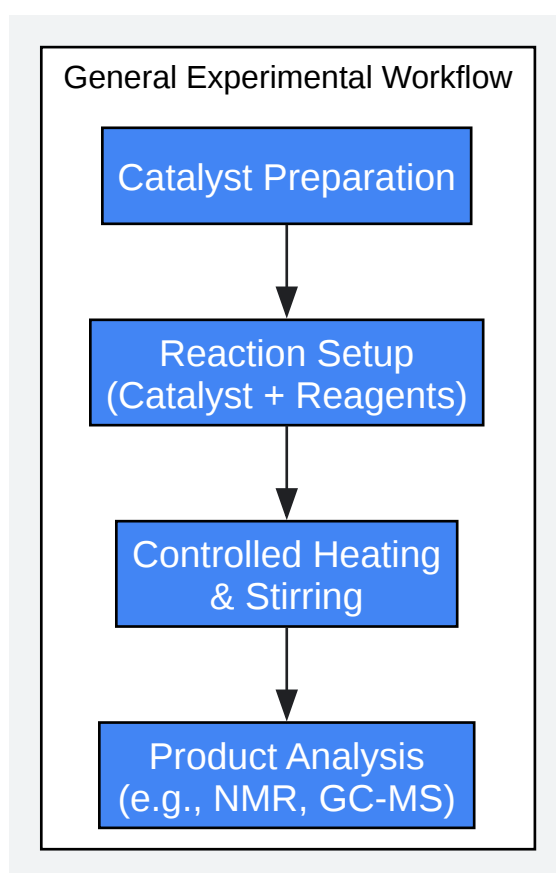 General Experimental Workflow
Catalyst Preparation
Reaction Setup
(Catalyst + Reagents)
Controlled Heating
& Stirring
Product Analysis
(e.g., NMR, GC-MS)